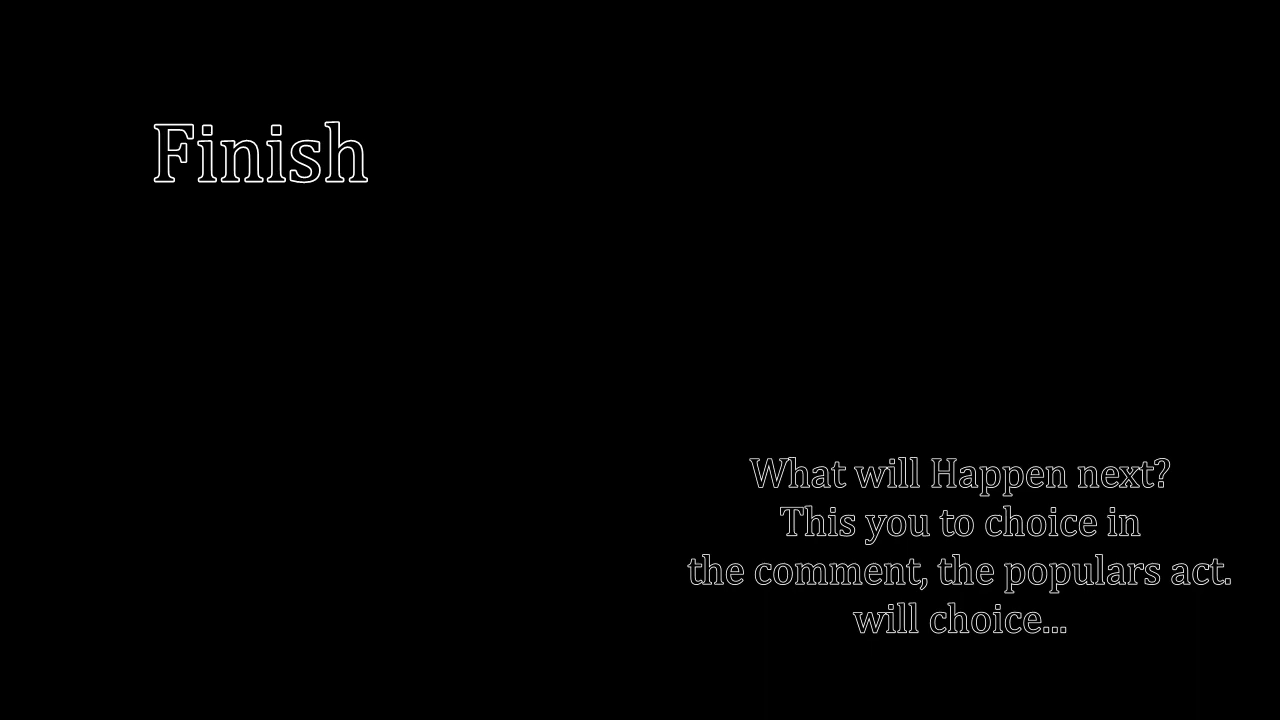 Finish
What will Happen next?
This you to choice in
the comment, the populars act.
will choice...